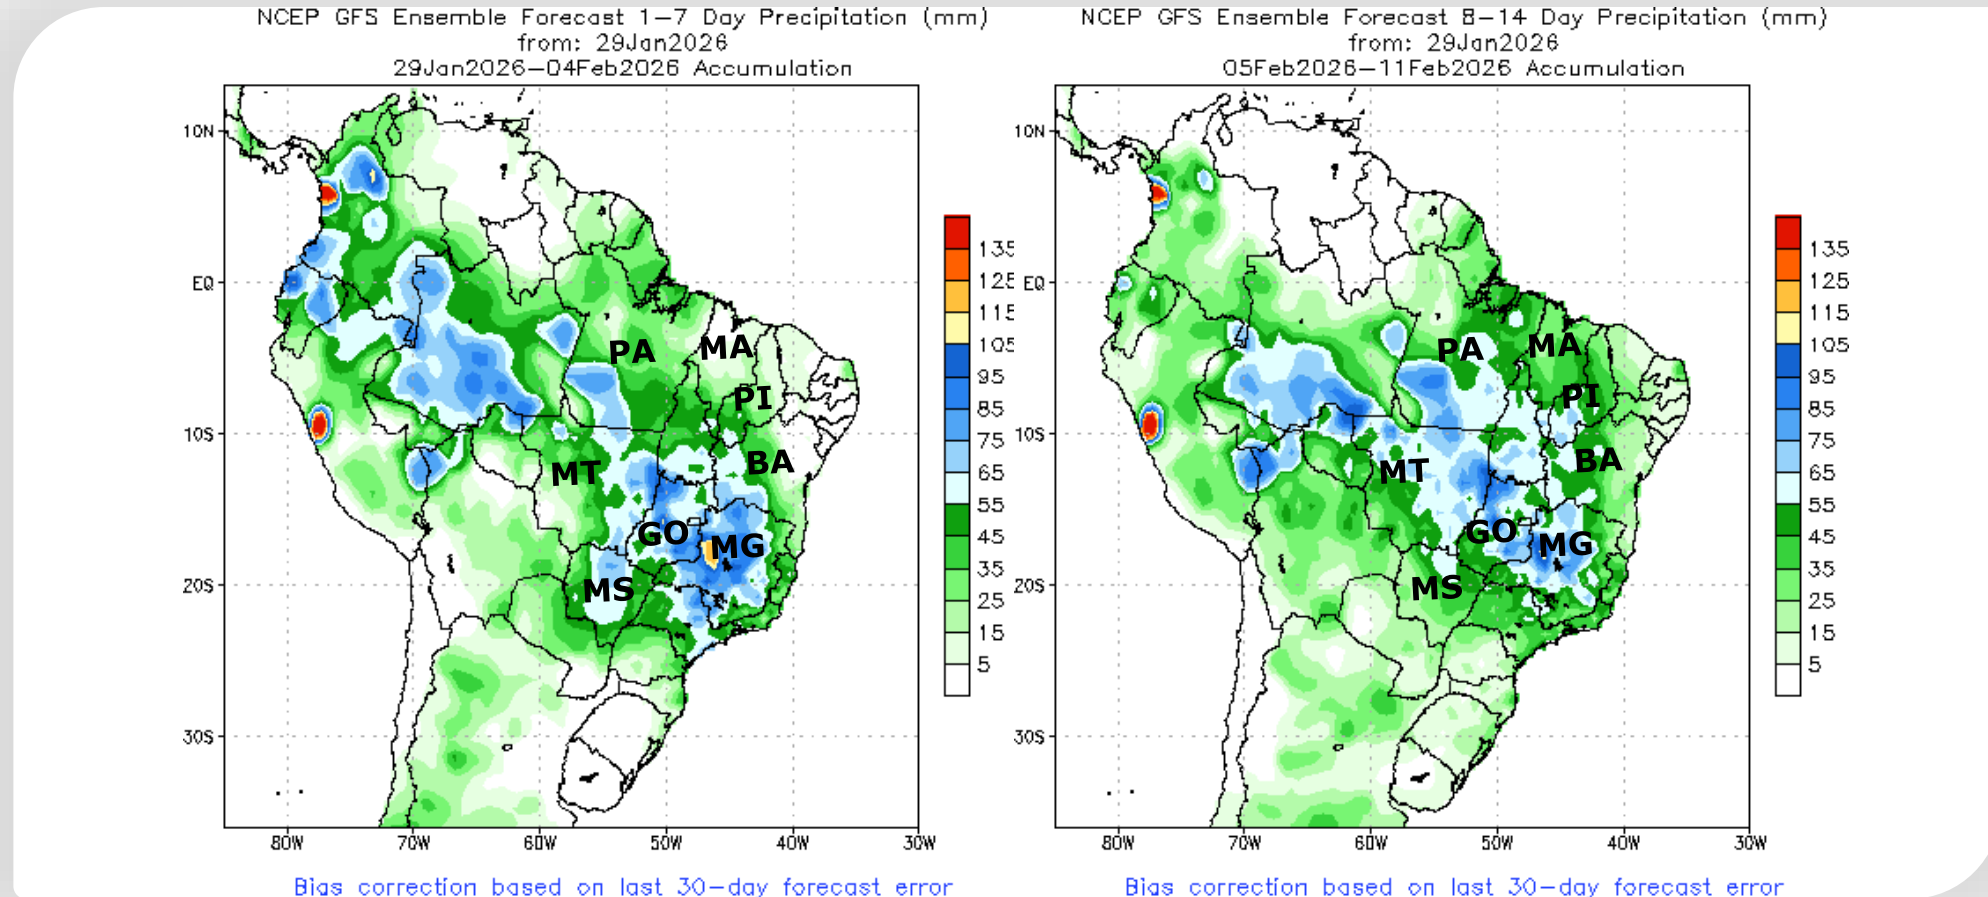 NCEP GFS Ensemble Forecast 1–7 Day Precipitation (mm)
from: 29Jan2026
29Jan2026–04Feb2026 Accumulation
10N
EQ
10S
20S
30S
80W
70W
60W
50W
40W
30W
PA
MA
PI
BA
MT
GO
MG
MS
135
125
115
105
95
85
75
65
55
45
35
25
15
5
Bias correction based on last 30–day forecast error
NCEP GFS Ensemble Forecast 8–14 Day Precipitation (mm)
from: 29Jan2026
05Feb2026–11Feb2026 Accumulation
10N
EQ
10S
20S
30S
80W
70W
60W
50W
40W
30W
PA
MA
PI
BA
MT
GO
MG
MS
135
125
115
105
95
85
75
65
55
45
35
25
15
5
Bias correction based on last 30–day forecast error